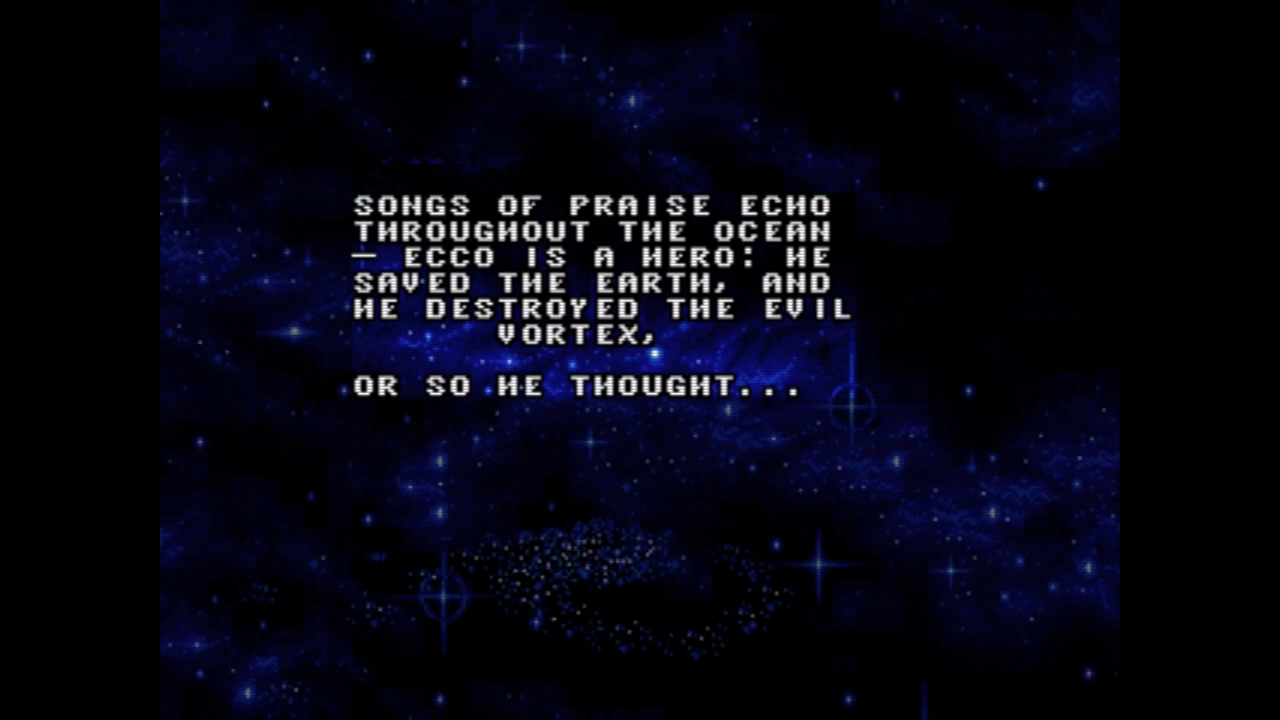 SONGS OF PRAISE ECHO
THROUGHOUT THE OCEAN
— ECCO IS A HERO: HE
SAVED THE EARTH, AND
HE DESTROYED THE EVIL
VORTEX,
OR SO HE THOUGHT...